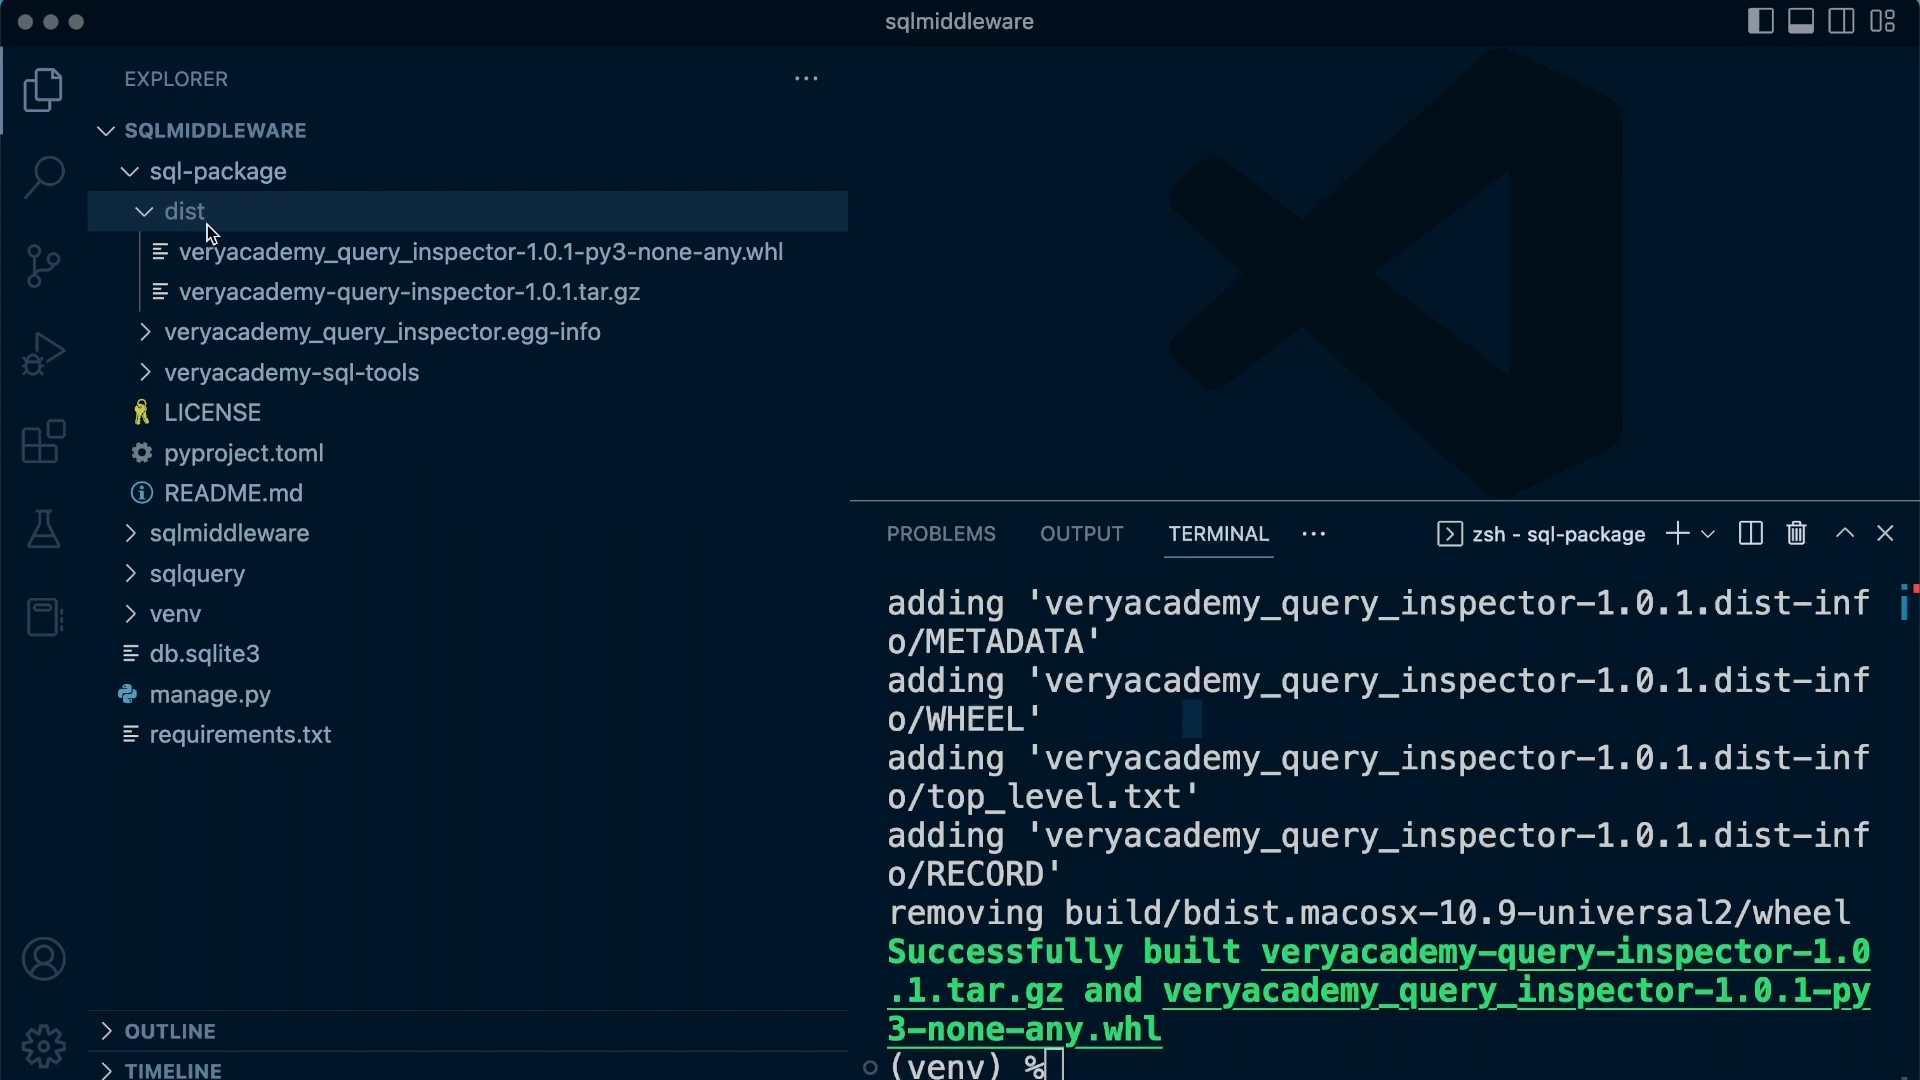 sqlmiddleware
EXPLORER
SQLMIDDLEWARE
sql-package
dist
veryacademy_query_inspector-1.0.1-py3-none-any.whl
veryacademy-query-inspector-1.0.1.tar.gz
veryacademy_query_inspector.egg-info
veryacademy-sql-tools
LICENSE
pyproject.toml
README.md
sqlmiddleware
sqlquery
venv
db.sqlite3
manage.py
requirements.txt
OUTLINE
TIMELINE
PROBLEMS OUTPUT TERMINAL zsh - sql-package
adding 'veryacademy_query_inspector-1.0.1.dist-inf
o/METADATA'
adding 'veryacademy_query_inspector-1.0.1.dist-inf
o/WHEEL'
adding 'veryacademy_query_inspector-1.0.1.dist-inf
o/top_level.txt'
adding 'veryacademy_query_inspector-1.0.1.dist-inf
o/RECORD'
removing build/bdist.macosx-10.9-universal2/wheel
Successfully built veryacademy-query-inspector-1.0
.1.tar.gz and veryacademy_query_inspector-1.0.1-py
3-none-any.whl
(venv) %